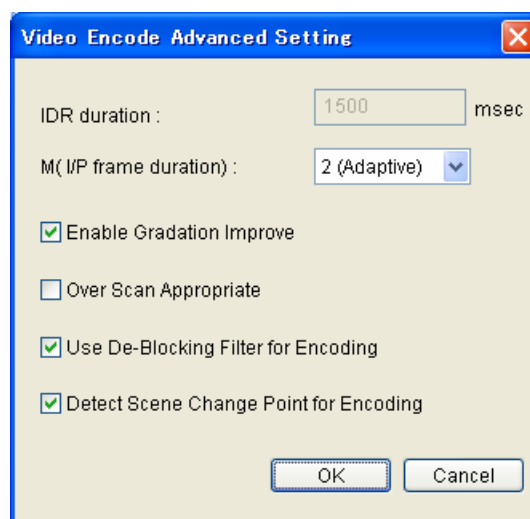 Video Encode Advanced Setting
IDR duration : 1500 msec
M( I/P frame duration) : 2 (Adaptive)
Enable Gradation Improve
Over Scan Appropriate
Use De-Blocking Filter for Encoding
Detect Scene Change Point for Encoding
OK Cancel